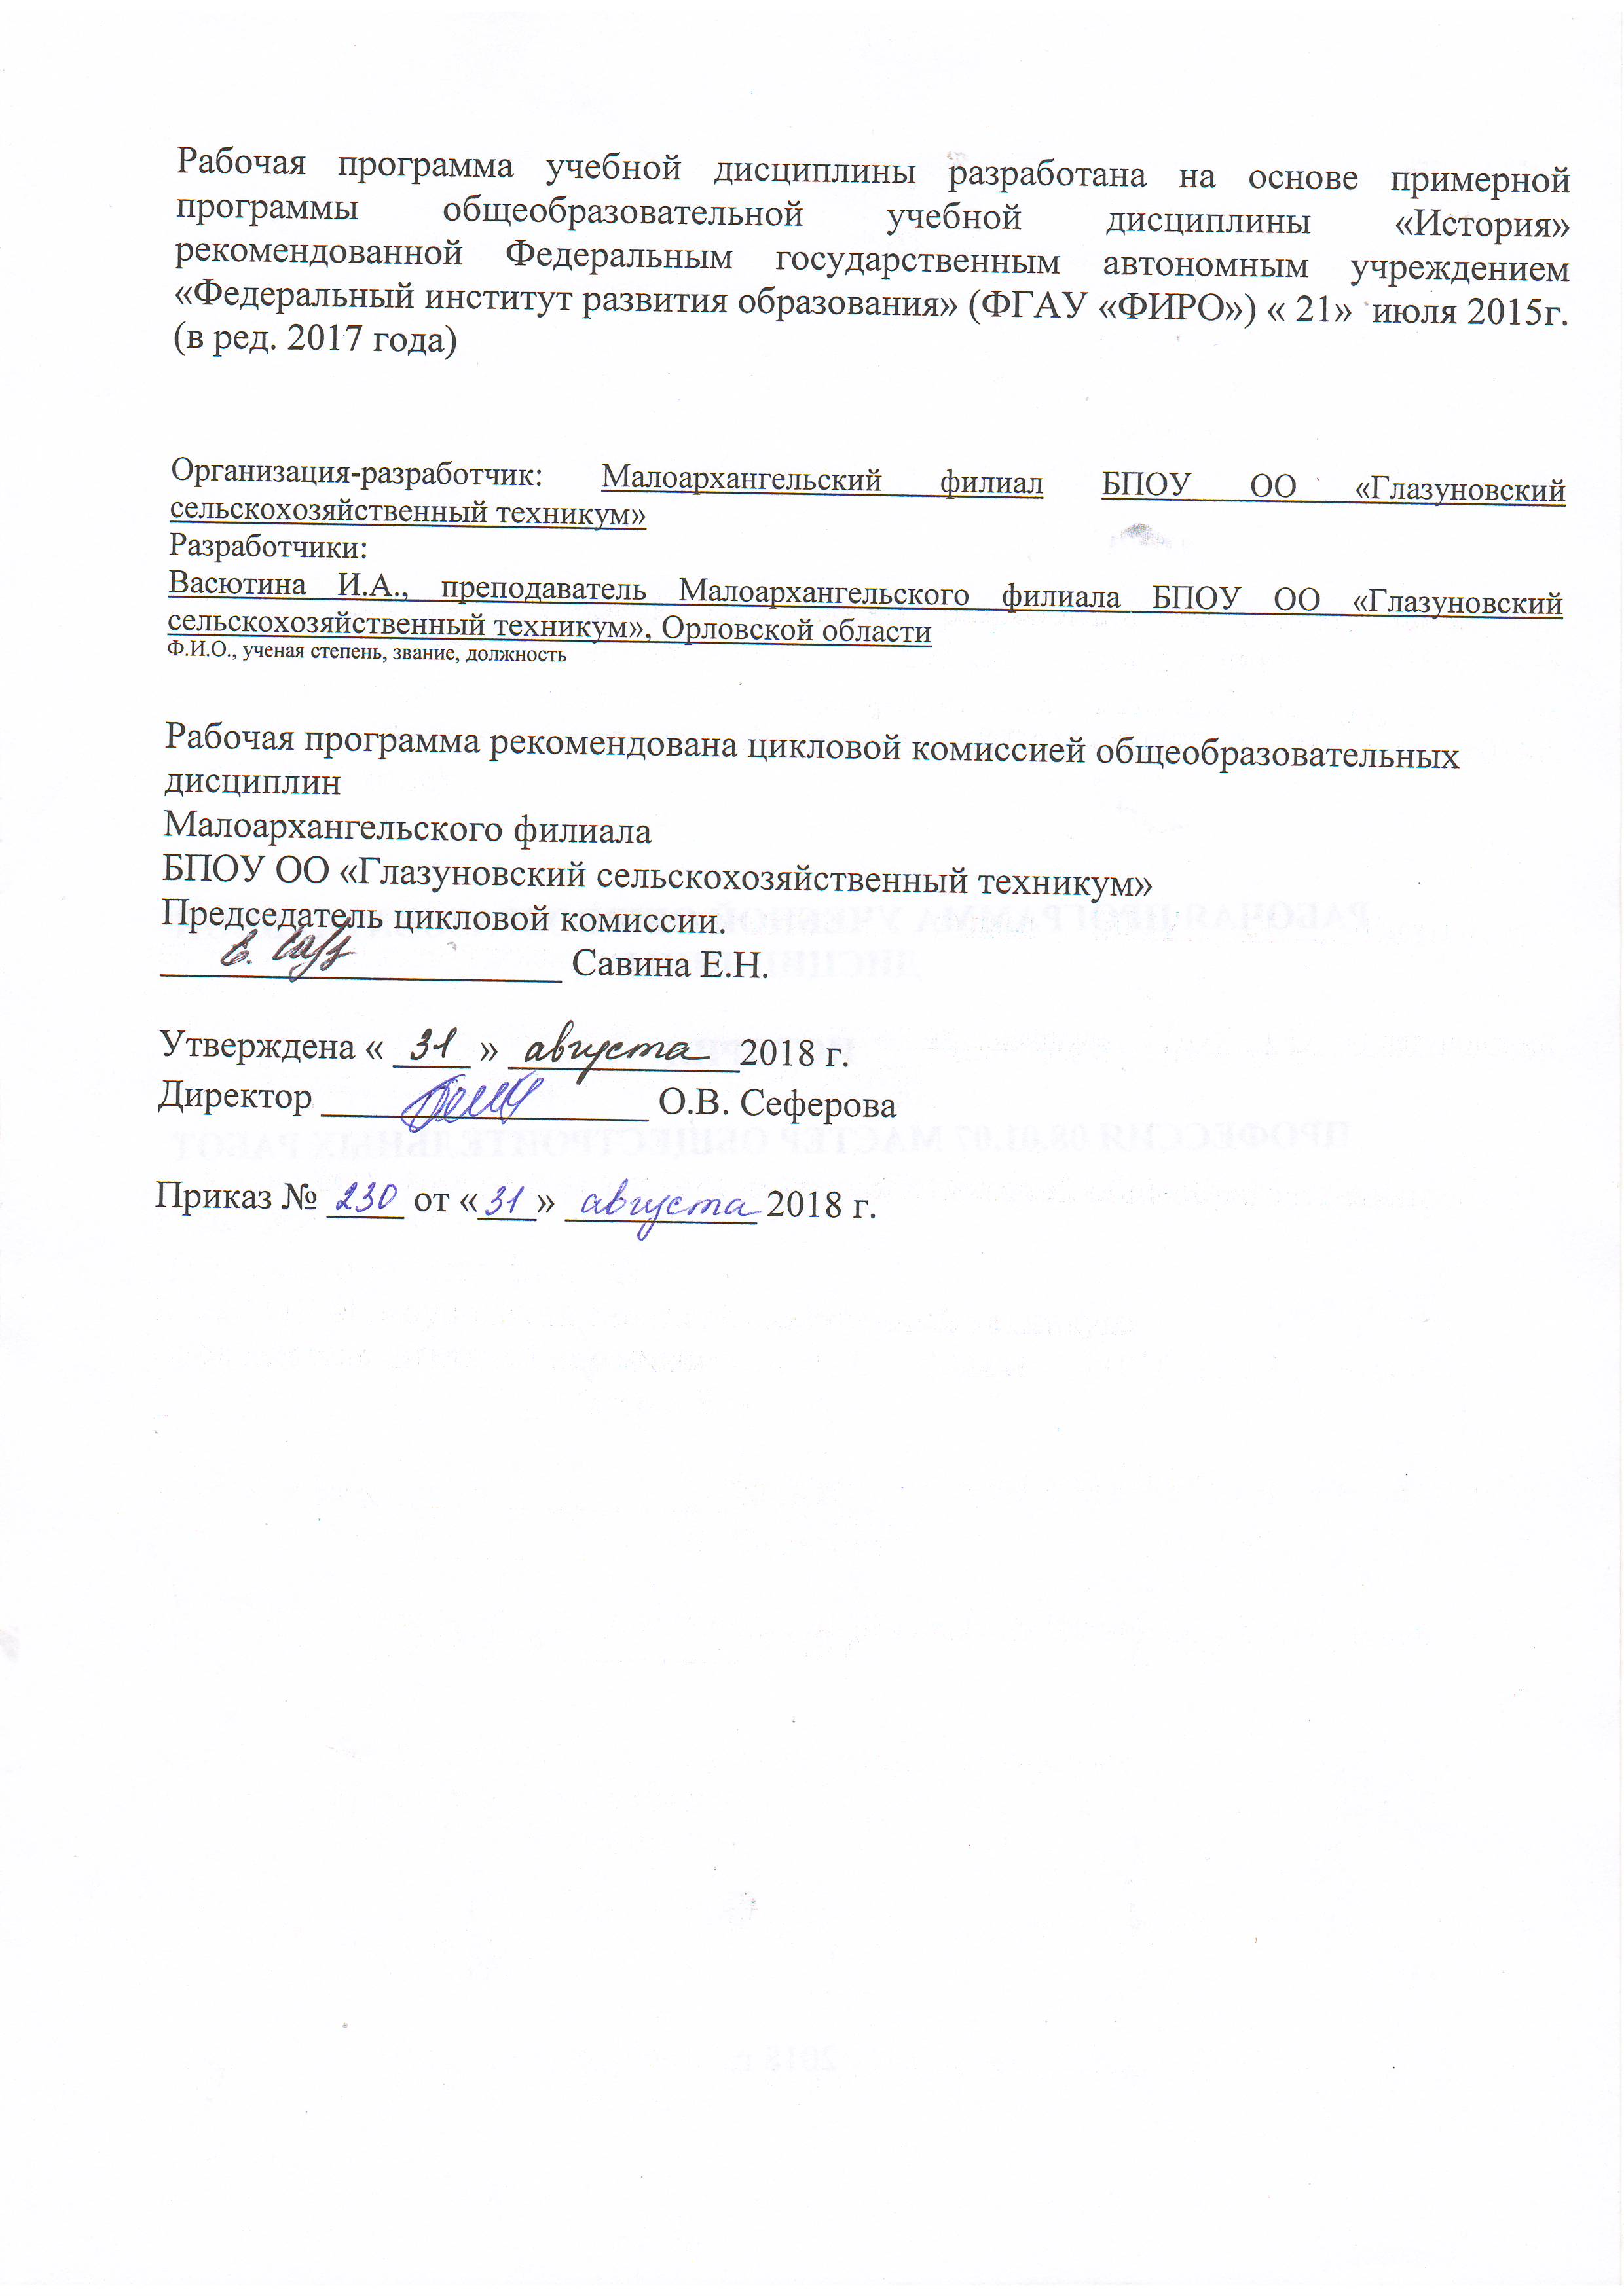 Рабочая программа учебной дисциплины разработана на основе примерной
программы общеобразовательной учебной дисциплины «История»
рекомендованной Федеральным государственным автономным учреждением
«Федеральный институт развития образования» (ФГАУ «ФИРО») « 21» июля 2015г.
(в ред. 2017 года)
Организация-разработчик: Малоархангельский филиал БПОУ ОО «Глазуновский
сельскохозяйственный техникум»
Разработчики:
Васютина И.А., преподаватель Малоархангельского филиала БПОУ ОО «Глазуновский
сельскохозяйственный техникум», Орловской области
Ф.И.О., ученая степень, звание, должность
Рабочая программа рекомендована цикловой комиссией общеобразовательных
дисциплин
Малоархангельского филиала
БПОУ ОО «Глазуновский сельскохозяйственный техникум»
Председатель цикловой комиссии.
Савина Е.Н.
Утверждена « 31 » августа 2018 г.
Директор О.В. Сеферова
Приказ № 230 от «31» августа 2018 г.